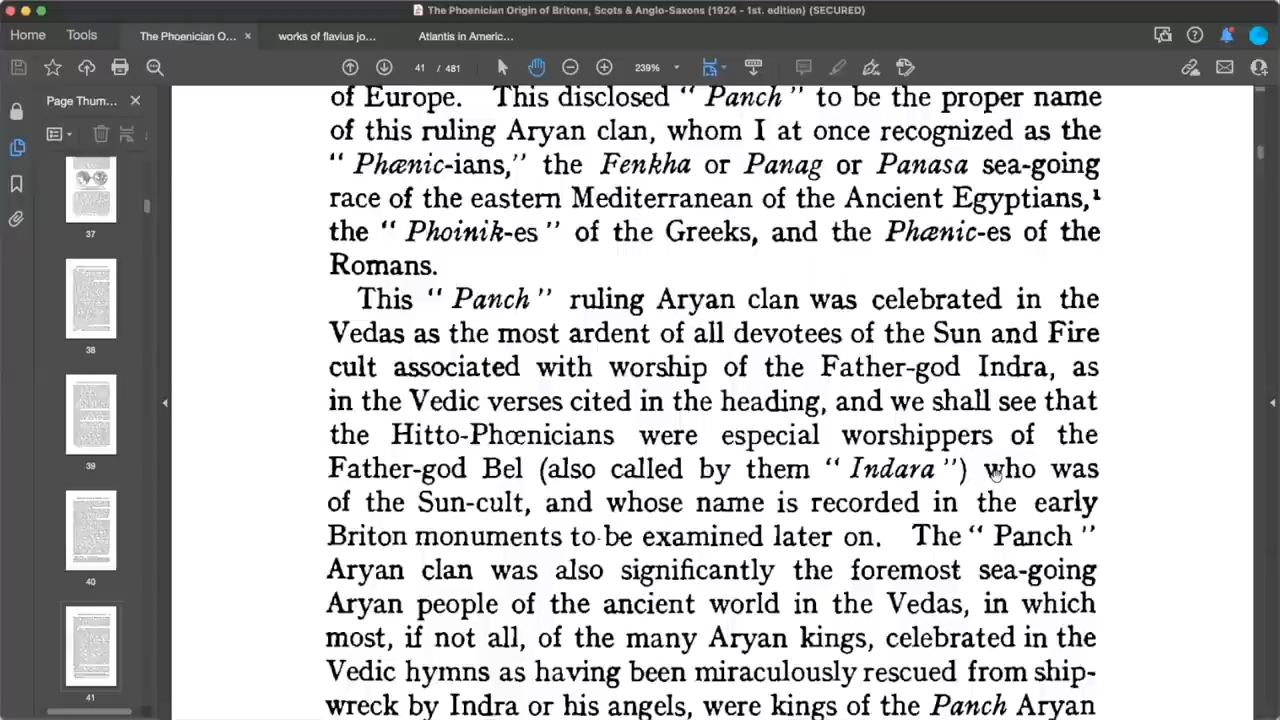 The Phoenician Origin of Britons, Scots & Anglo-Saxons (1924 - 1st. edition) (SECURED)
Home Tools The Phoenician O... × works of flavius jo... Atlantis in Americ...
41 / 481 239%
Page Thum... ×
37
38
39
40
41
of Europe. This disclosed “ Panch ” to be the proper name
of this ruling Aryan clan, whom I at once recognized as the
“ Phœnic-ians,” the Fenkha or Panag or Panasa sea-going
race of the eastern Mediterranean of the Ancient Egyptians,¹
the “ Phoinik-es ” of the Greeks, and the Phœnic-es of the
Romans.
This “ Panch ” ruling Aryan clan was celebrated in the
Vedas as the most ardent of all devotees of the Sun and Fire
cult associated with worship of the Father-god Indra, as
in the Vedic verses cited in the heading, and we shall see that
the Hitto-Phœnicians were especial worshippers of the
Father-god Bel (also called by them “ Indara ”) who was
of the Sun-cult, and whose name is recorded in the early
Briton monuments to be examined later on. The “ Panch ”
Aryan clan was also significantly the foremost sea-going
Aryan people of the ancient world in the Vedas, in which
most, if not all, of the many Aryan kings, celebrated in the
Vedic hymns as having been miraculously rescued from ship-
wreck by Indra or his angels, were kings of the Panch Aryan